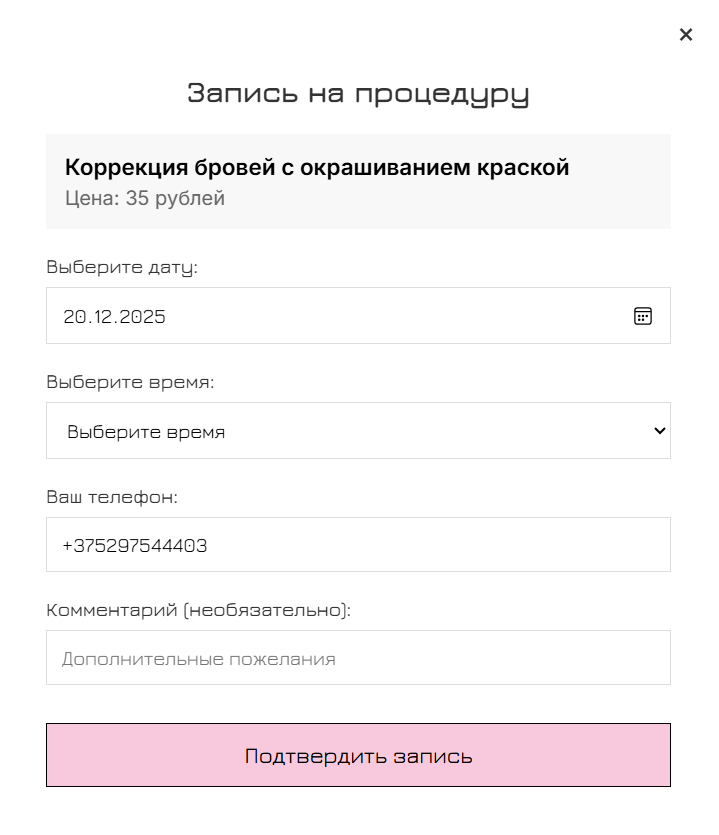 ×
Запись на процедуру
Коррекция бровей с окрашиванием краской
Цена: 35 рублей
Выберите дату:
20.12.2025
Выберите время:
Выберите время
Ваш телефон:
+375297544403
Комментарий (необязательно):
Дополнительные пожелания
Подтвердить запись